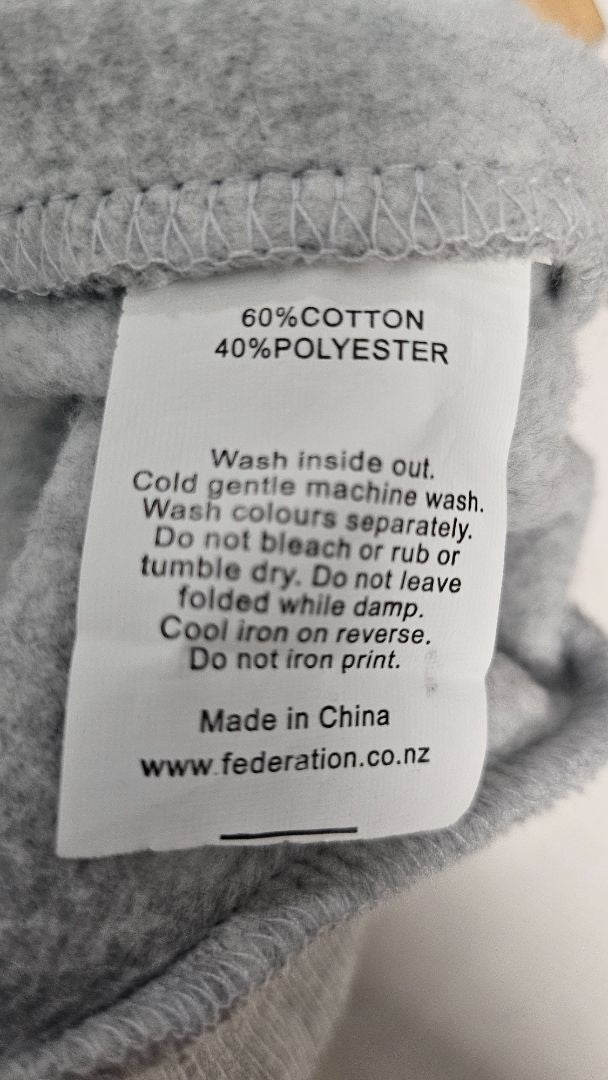 60%COTTON
40%POLYESTER
Wash inside out.
Cold gentle machine wash.
Wash colours separately.
Do not bleach or rub or
tumble dry. Do not leave
folded while damp.
Cool iron on reverse.
Do not iron print.
Made in China
www.federation.co.nz